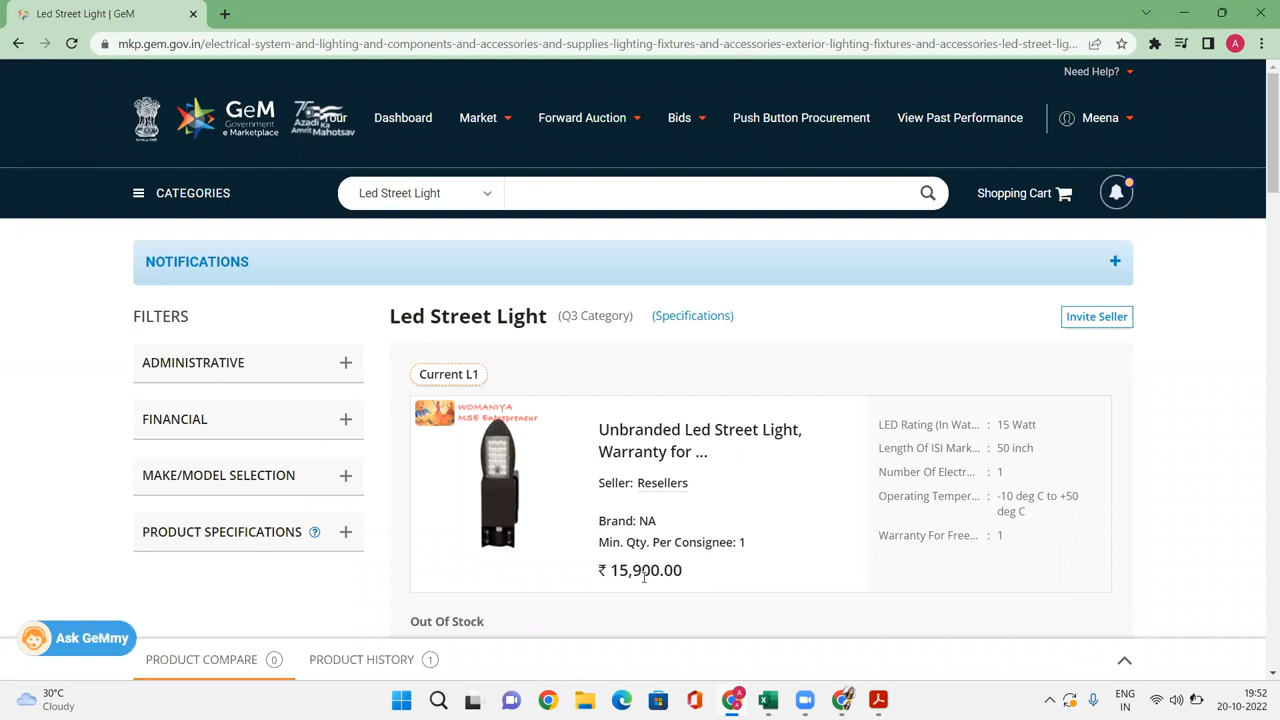 Led Street Light | GeM
mkp.gem.gov.in/electrical-system-and-lighting-and-components-and-accessories-and-supplies-lighting-fixtures-and-accessories-exterior-lighting-fixtures-and-accessories-led-street-lig...
A
Need Help?
GeM
Government
e Marketplace
75
Azadi Ka
Amrit Mahotsav
Your
Dashboard
Market
Forward Auction
Bids
Push Button Procurement
View Past Performance
Meena
CATEGORIES
Led Street Light
Shopping Cart
NOTIFICATIONS
+
FILTERS
Led Street Light (Q3 Category) (Specifications)
Invite Seller
ADMINISTRATIVE +
FINANCIAL +
MAKE/MODEL SELECTION +
PRODUCT SPECIFICATIONS ? +
Current L1
WOMANIYA
MSE Entrepreneur
Unbranded Led Street Light,
Warranty for ...
Seller: Resellers
Brand: NA
Min. Qty. Per Consignee: 1
₹ 15,900.00
LED Rating (In Wat... : 15 Watt
Length Of ISI Mark... : 50 inch
Number Of Electr... : 1
Operating Temper... : -10 deg C to +50
deg C
Warranty For Free... : 1
Out Of Stock
Ask GeMmy
PRODUCT COMPARE 0
PRODUCT HISTORY 1
30°C
Cloudy
ENG
IN
19:52
20-10-2022